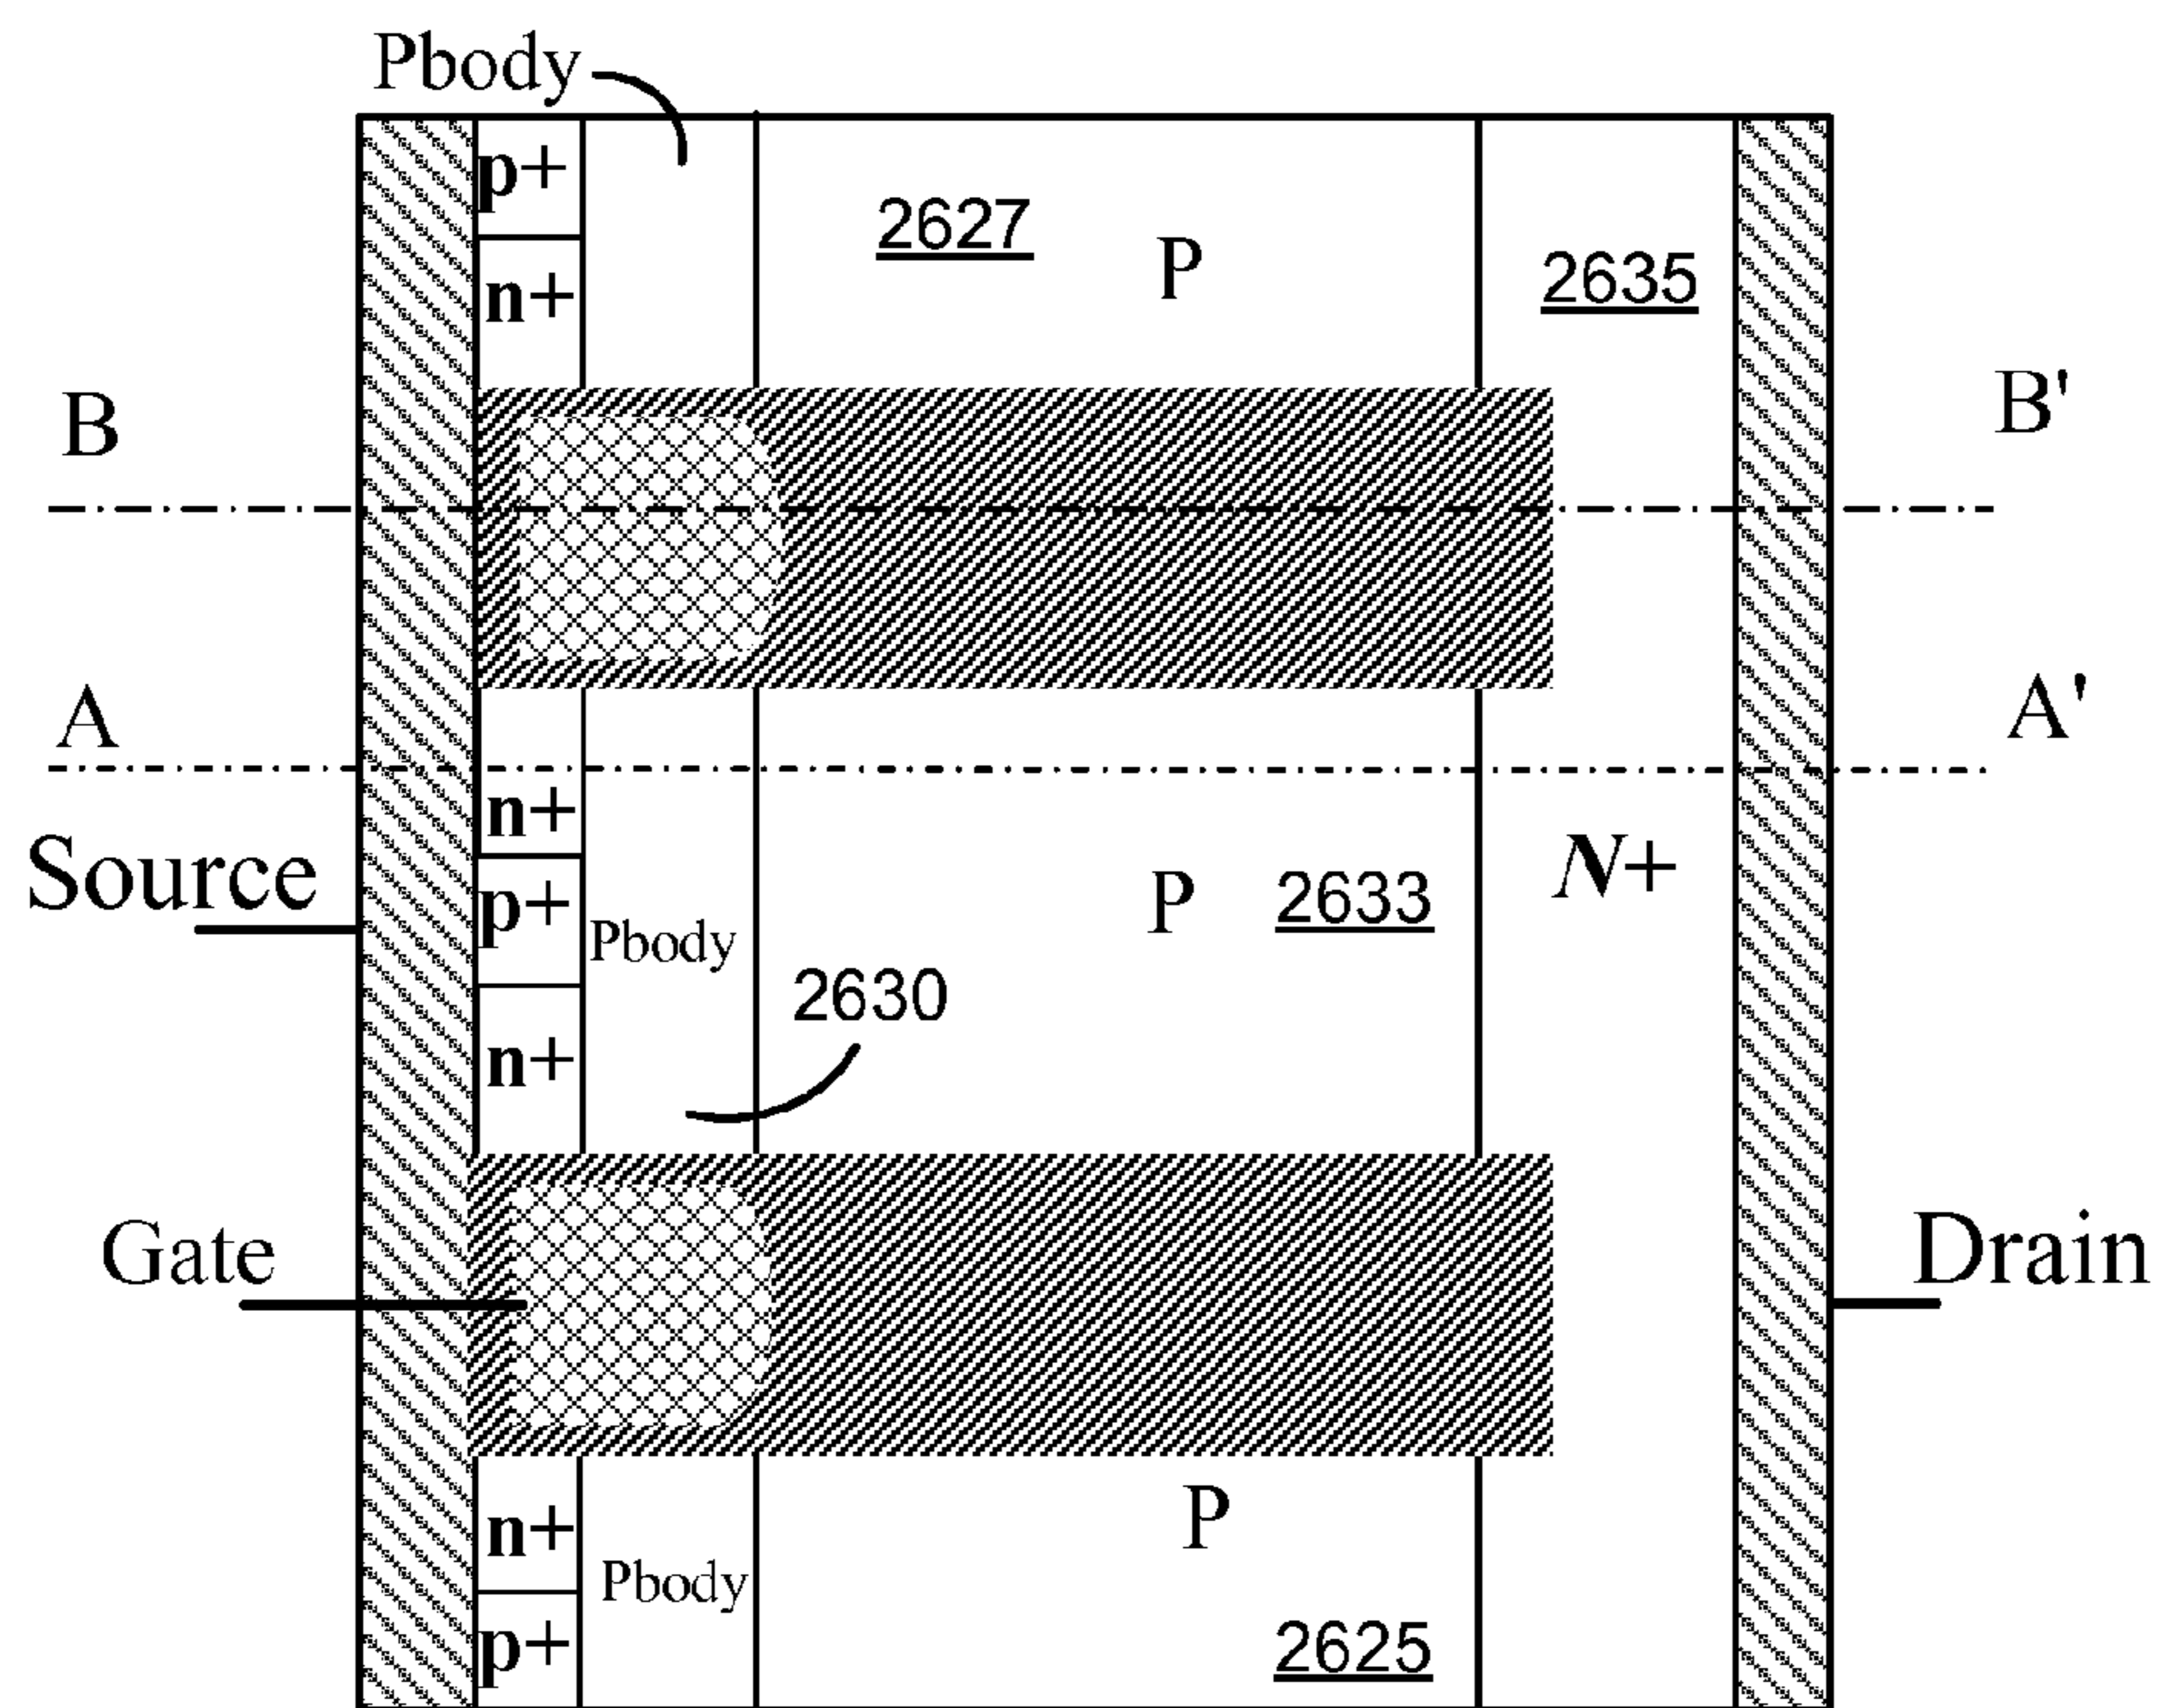 Pbody
p+
2627
P
2635
n+
B
B'
A
A'
n+
Source
p+
Pbody
P
2633
N+
2630
n+
Gate
Drain
n+
P
Pbody
p+
2625